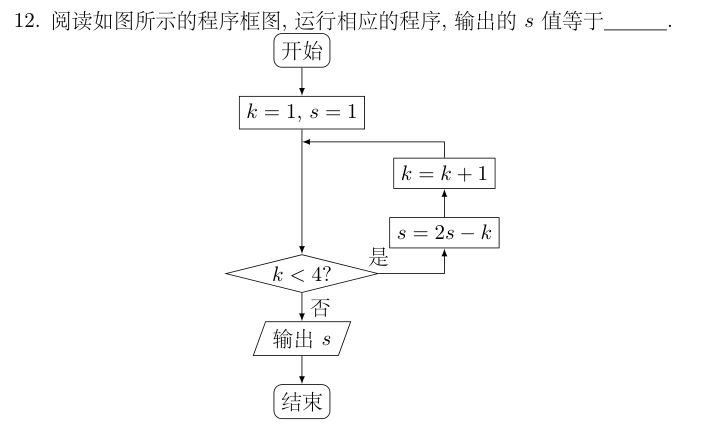 12. 阅读如图所示的程序框图, 运行相应的程序, 输出的 s 值等于______.
开始
k = 1, s = 1
k = k + 1
s = 2s − k
是
k < 4?
否
输出 s
结束